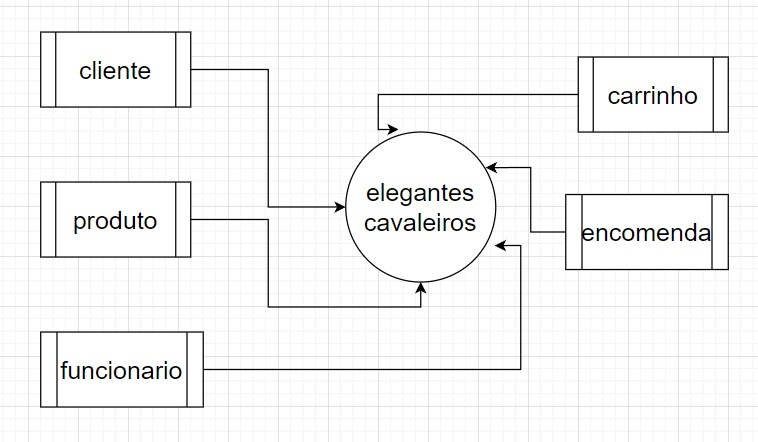 cliente
produto
funcionario
elegantes
cavaleiros
carrinho
encomenda